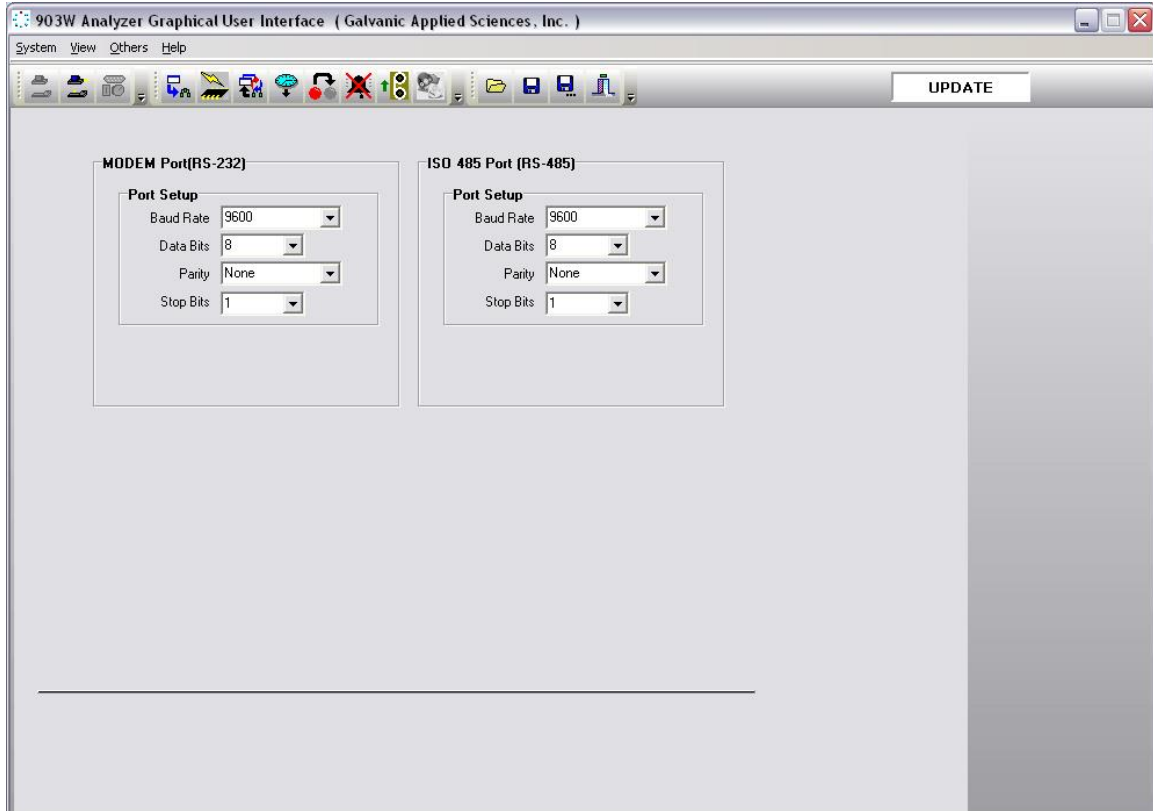 903W Analyzer Graphical User Interface ( Galvanic Applied Sciences, Inc. )
System View Others Help
UPDATE
MODEM Port(RS-232)
Port Setup
Baud Rate 9600
Data Bits 8
Parity None
Stop Bits 1
ISO 485 Port (RS-485)
Port Setup
Baud Rate 9600
Data Bits 8
Parity None
Stop Bits 1